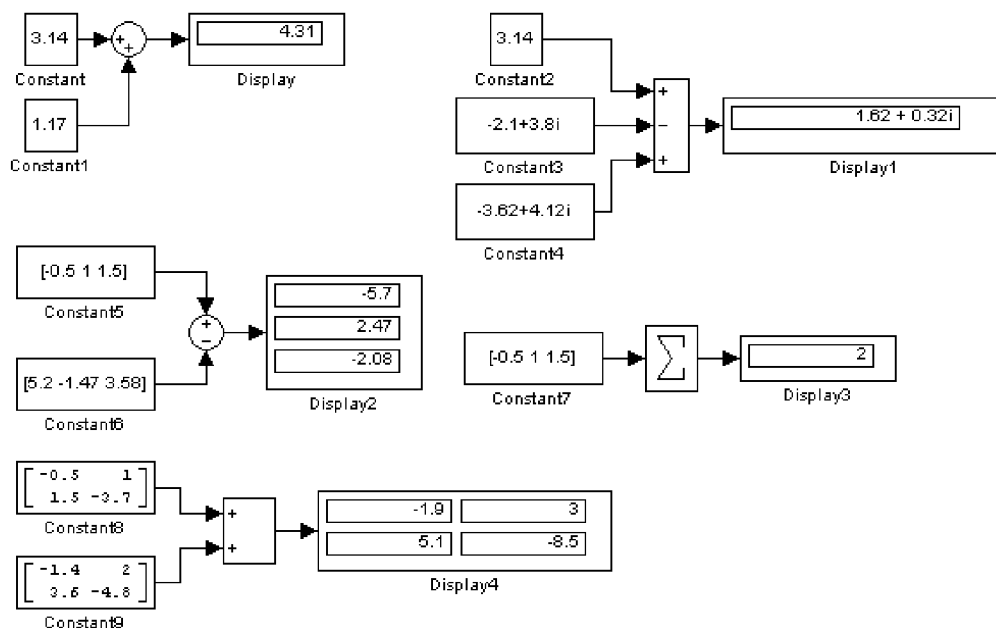 3.14
+
+
4.31
Constant
Display
1.17
Constant1
3.14
Constant2
+
-2.1+3.8i
−
1.62 + 0.32i
Constant3
+
Display1
-3.62+4.12i
Constant4
[-0.5 1 1.5]
Constant5
+
−
-5.7
2.47
-2.08
[5.2 -1.47 3.58]
Constant6
Display2
[-0.5 1 1.5]
∑
2
Constant7
Display3
-0.5 1
1.5 -3.7
Constant8
+
+
-1.9 3
5.1 -8.5
-1.4 2
3.6 -4.8
Constant9
Display4